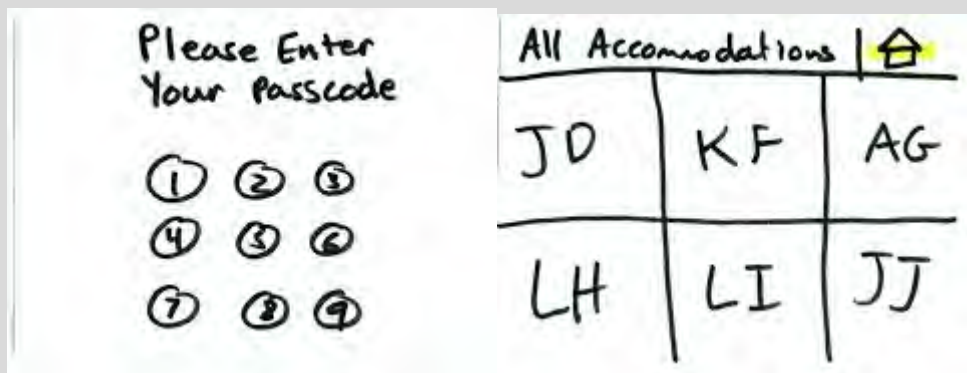 Please Enter
Your Passcode
1 2 3
4 5 6
7 8 9
All Accomodations
JD KF AG
LH LI JJ